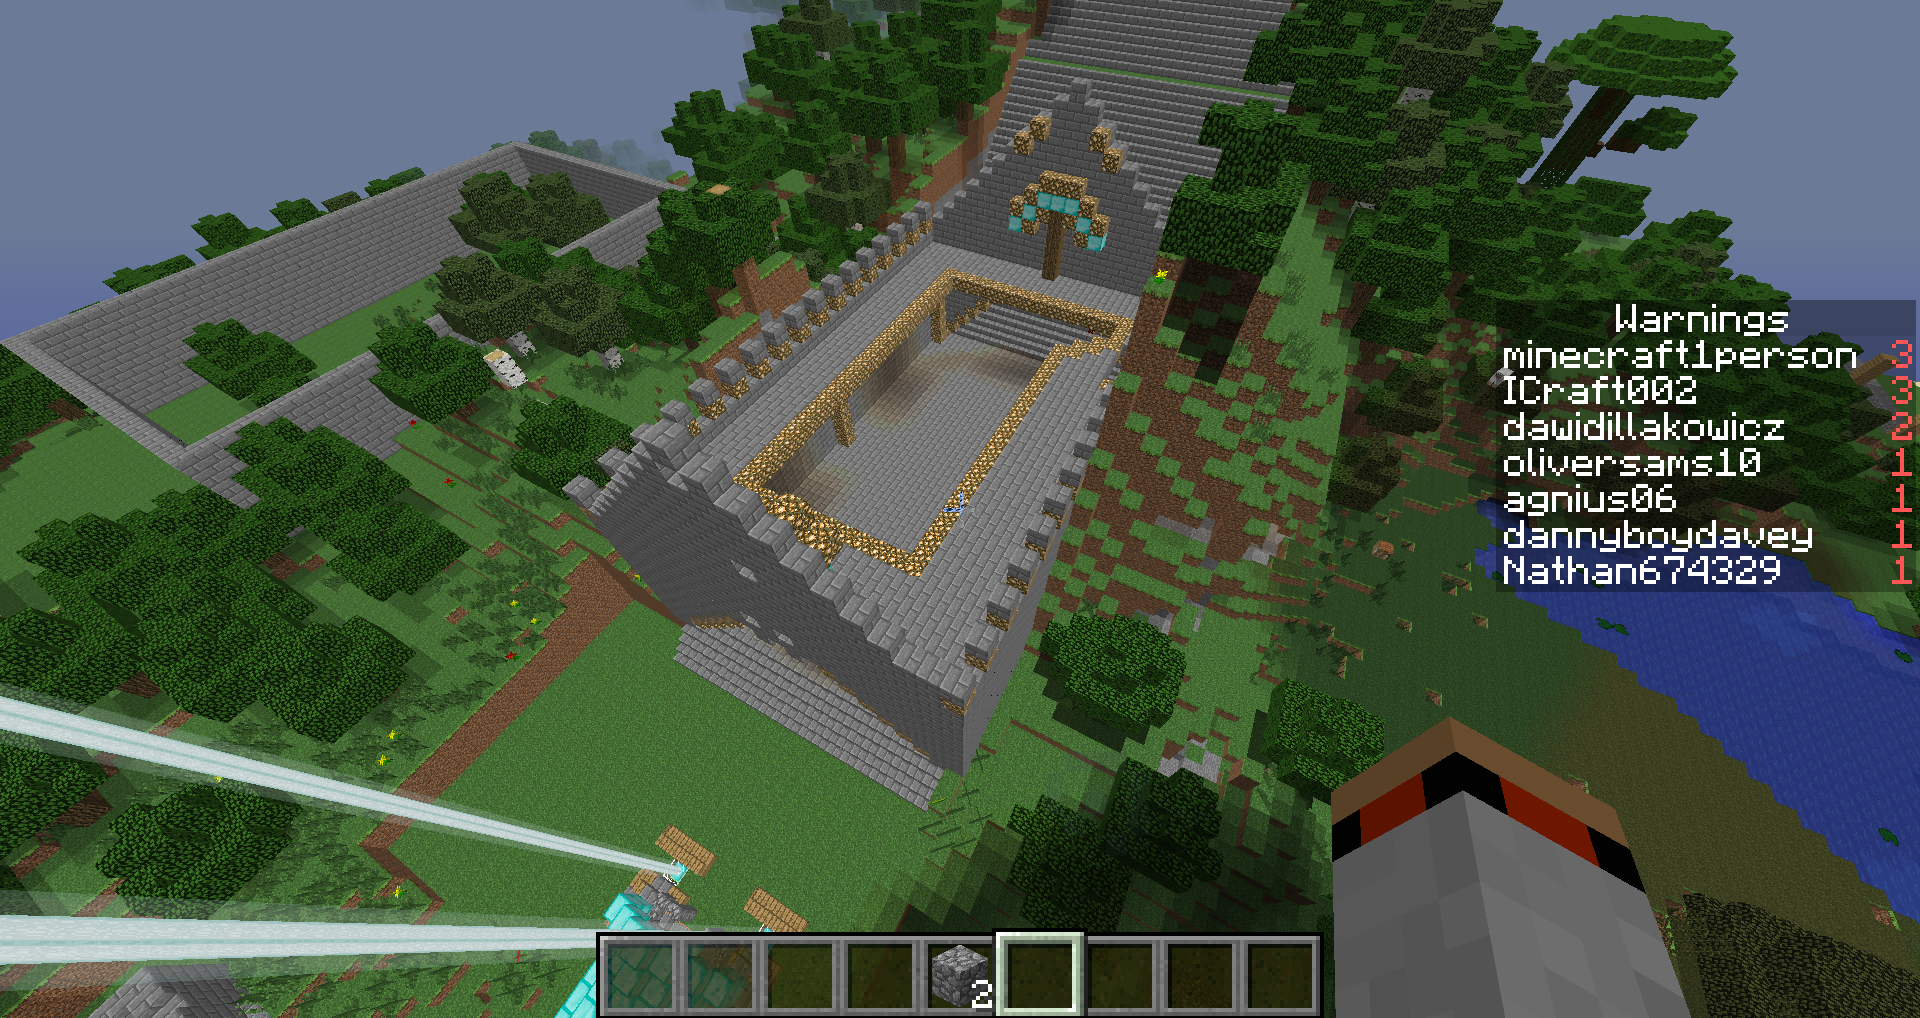 Warnings
minecraft1person 3
ICraft002 3
dawidillakowicz 2
oliversams10 1
agnius06 1
dannyboydavey 1
Nathan674329 1
2